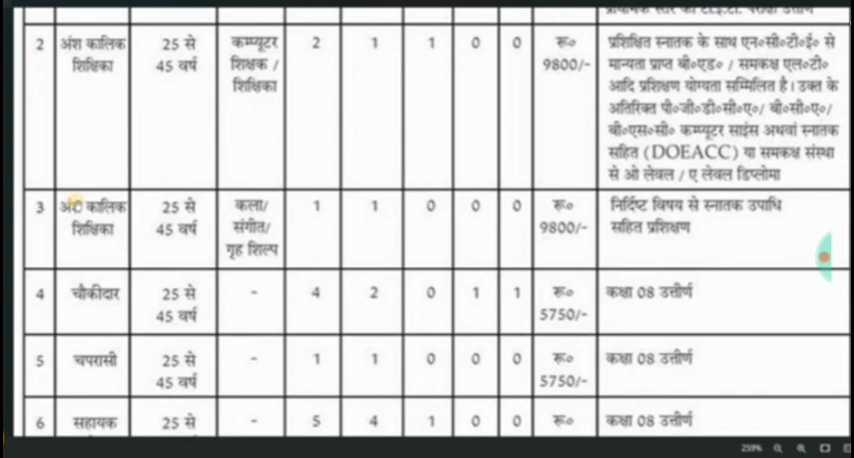 प्राथमिक स्तर की टी.ई.टी. परीक्षा उत्तीर्ण
2 अंश कालिक शिक्षिका 25 से 45 वर्ष कम्प्यूटर शिक्षक / शिक्षिका 2 1 1 0 0 रू० 9800/-
प्रशिक्षित स्नातक के साथ एन०सी०टी०ई० से
मान्यता प्राप्त बी०एड० / समकक्ष एल०टी०
आदि प्रशिक्षण योग्यता सम्मिलित है। उक्त के
अतिरिक्त पी०जी०डी०सी०ए०/ बी०सी०ए०/
बी०एस०सी० कम्प्यूटर साइंस अथवां स्नातक
सहित (DOEACC) या समकक्ष संस्था
से ओ लेवल / ए लेवल डिप्लोमा
3 अंश कालिक शिक्षिका 25 से 45 वर्ष कला/ संगीत/ गृह शिल्प 1 1 0 0 0 रू० 9800/-
निर्दिष्ट विषय से स्नातक उपाधि
सहित प्रशिक्षण
4 चौकीदार 25 से 45 वर्ष - 4 2 0 1 1 रू० 5750/- कक्षा 08 उत्तीर्ण
5 चपरासी 25 से 45 वर्ष - 1 1 0 0 0 रू० 5750/- कक्षा 08 उत्तीर्ण
6 सहायक 25 से - 5 4 1 0 0 रू० कक्षा 08 उत्तीर्ण
259%